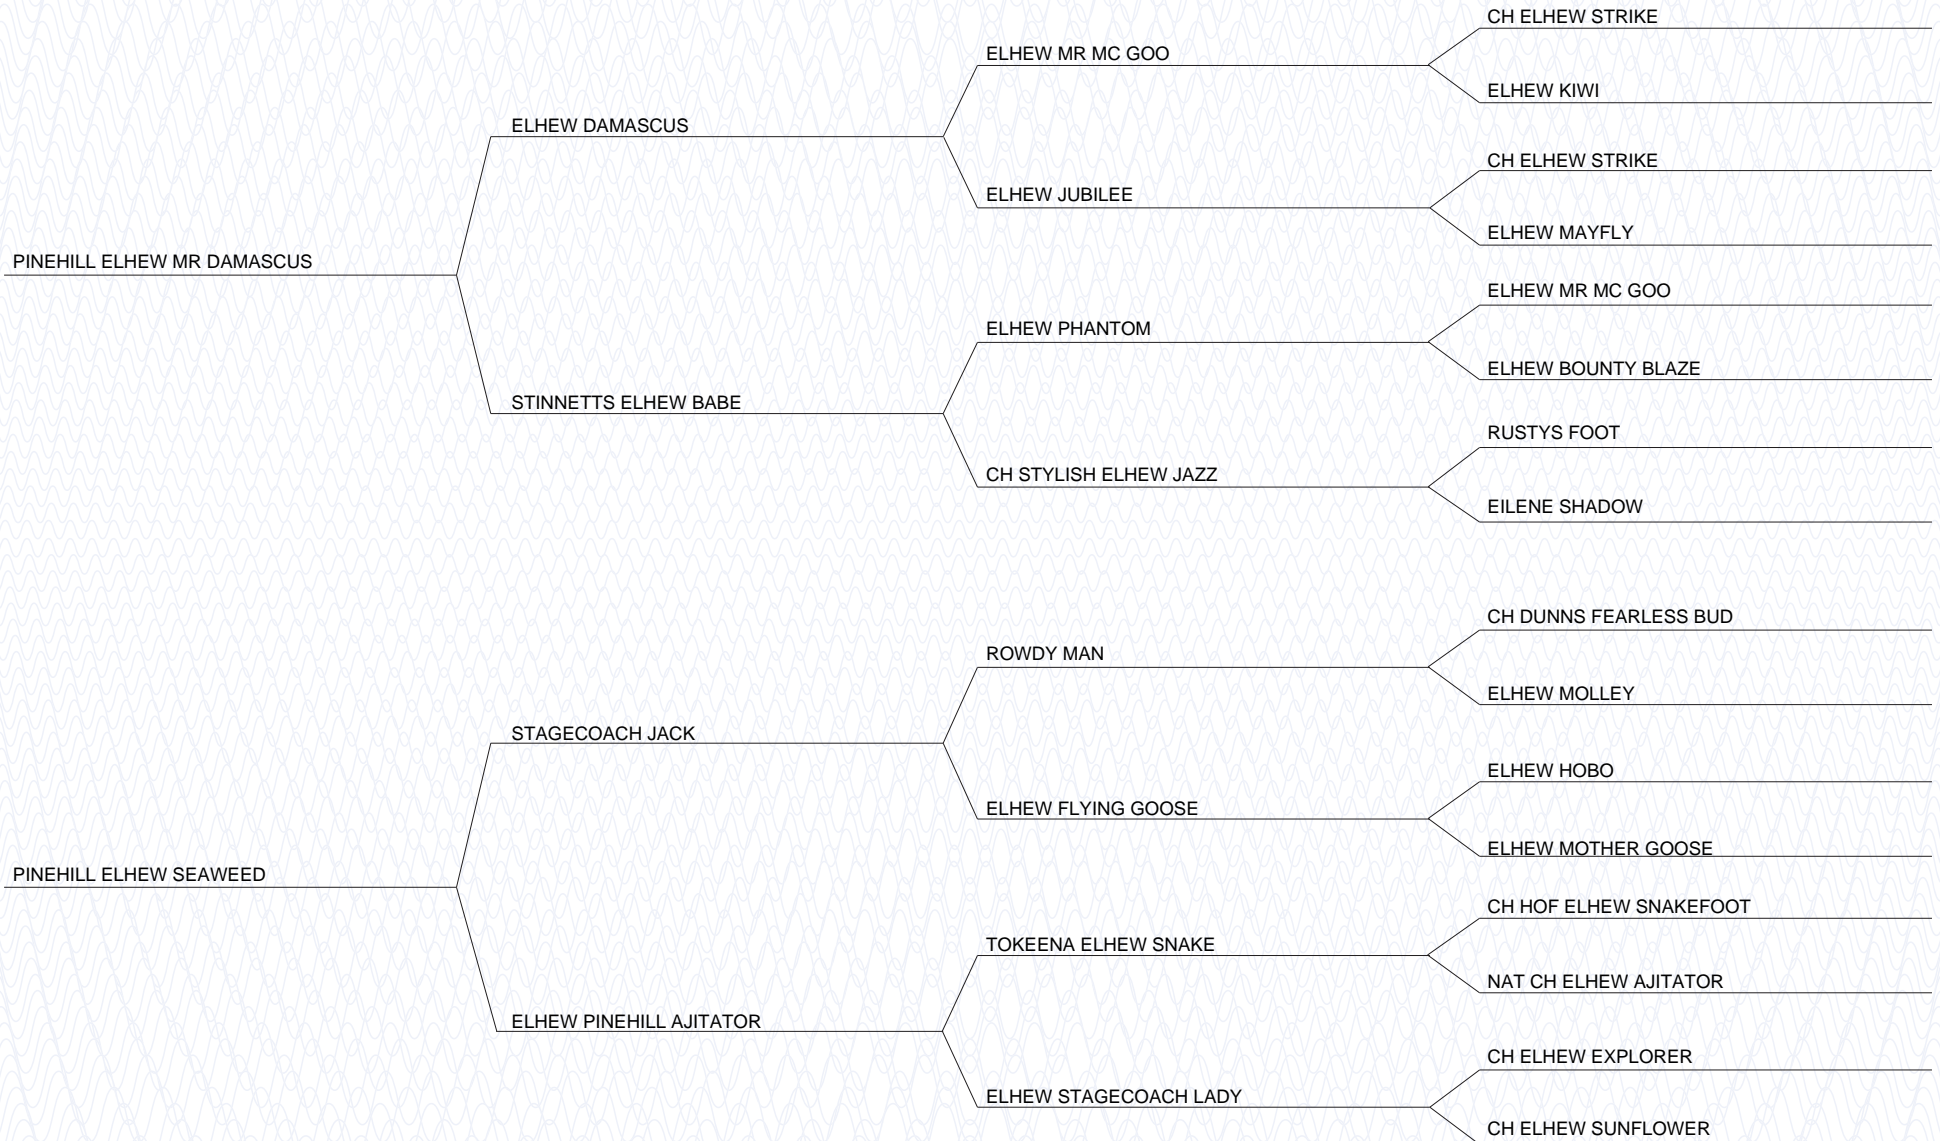 CH ELHEW STRIKE
ELHEW MR MC GOO
ELHEW KIWI
ELHEW DAMASCUS
CH ELHEW STRIKE
ELHEW JUBILEE
ELHEW MAYFLY
PINEHILL ELHEW MR DAMASCUS
ELHEW MR MC GOO
ELHEW PHANTOM
ELHEW BOUNTY BLAZE
STINNETTS ELHEW BABE
RUSTYS FOOT
CH STYLISH ELHEW JAZZ
EILENE SHADOW
CH DUNNS FEARLESS BUD
ROWDY MAN
ELHEW MOLLEY
STAGECOACH JACK
ELHEW HOBO
ELHEW FLYING GOOSE
ELHEW MOTHER GOOSE
PINEHILL ELHEW SEAWEED
CH HOF ELHEW SNAKEFOOT
TOKEENA ELHEW SNAKE
NAT CH ELHEW AJITATOR
ELHEW PINEHILL AJITATOR
CH ELHEW EXPLORER
ELHEW STAGECOACH LADY
CH ELHEW SUNFLOWER